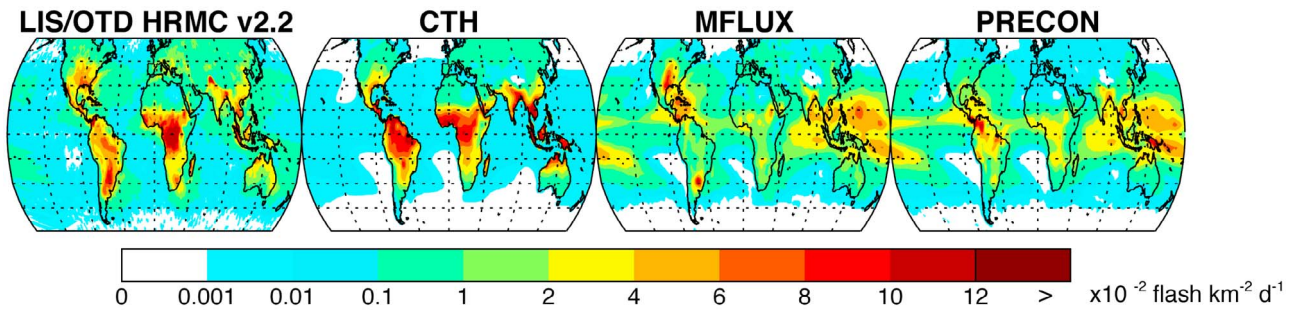 LIS/OTD HRMC v2.2 CTH MFLUX PRECON
0 0.001 0.01 0.1 1 2 4 6 8 10 12 > x10 -2 flash km-2 d-1